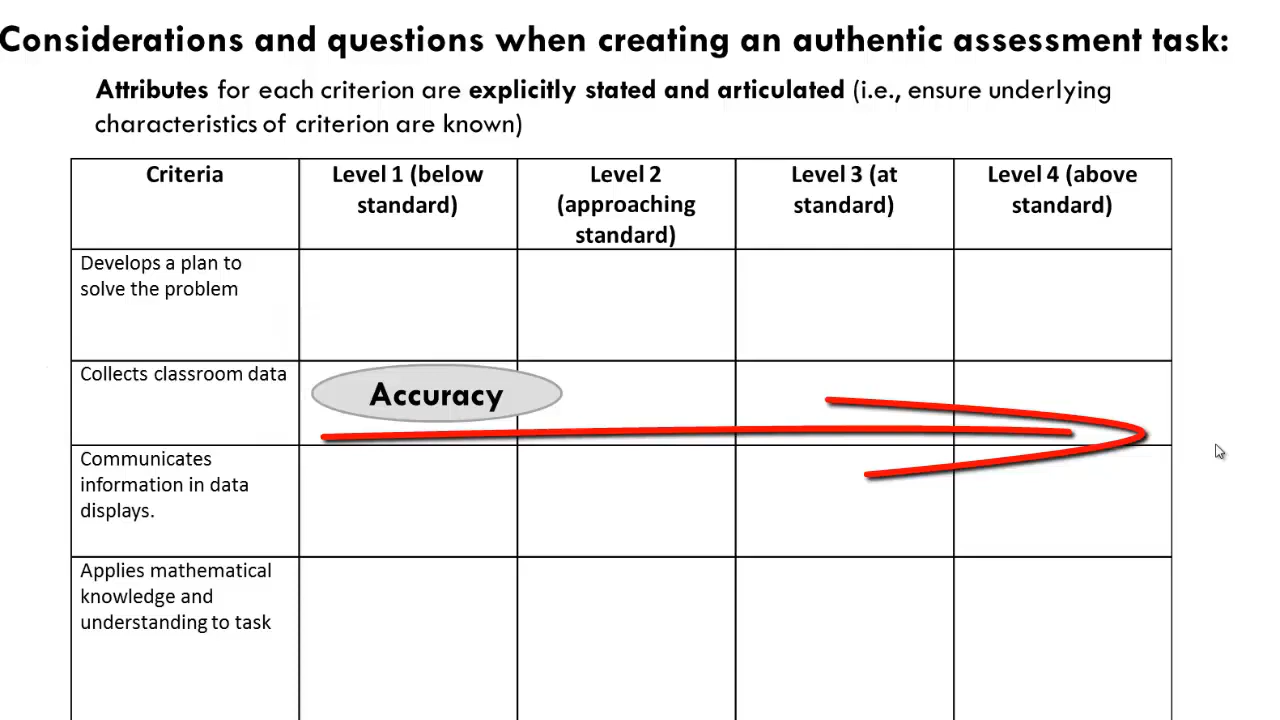 Considerations and questions when creating an authentic assessment task:
Attributes for each criterion are explicitly stated and articulated (i.e., ensure underlying
characteristics of criterion are known)
Criteria
Level 1 (below
standard)
Level 2
(approaching
standard)
Level 3 (at
standard)
Level 4 (above
standard)
Develops a plan to
solve the problem
Collects classroom data
Accuracy
Communicates
information in data
displays.
Applies mathematical
knowledge and
understanding to task